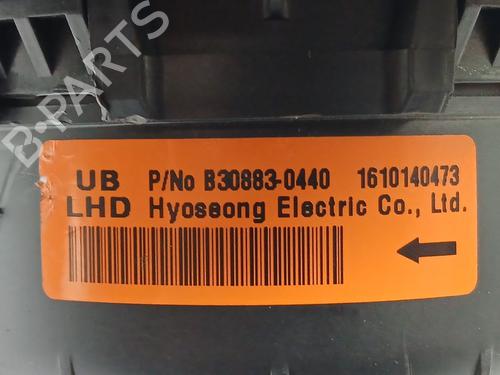 B-PARTS
UB P/No B30883-0440 1610140473
LHD Hyoseong Electric Co., Ltd.